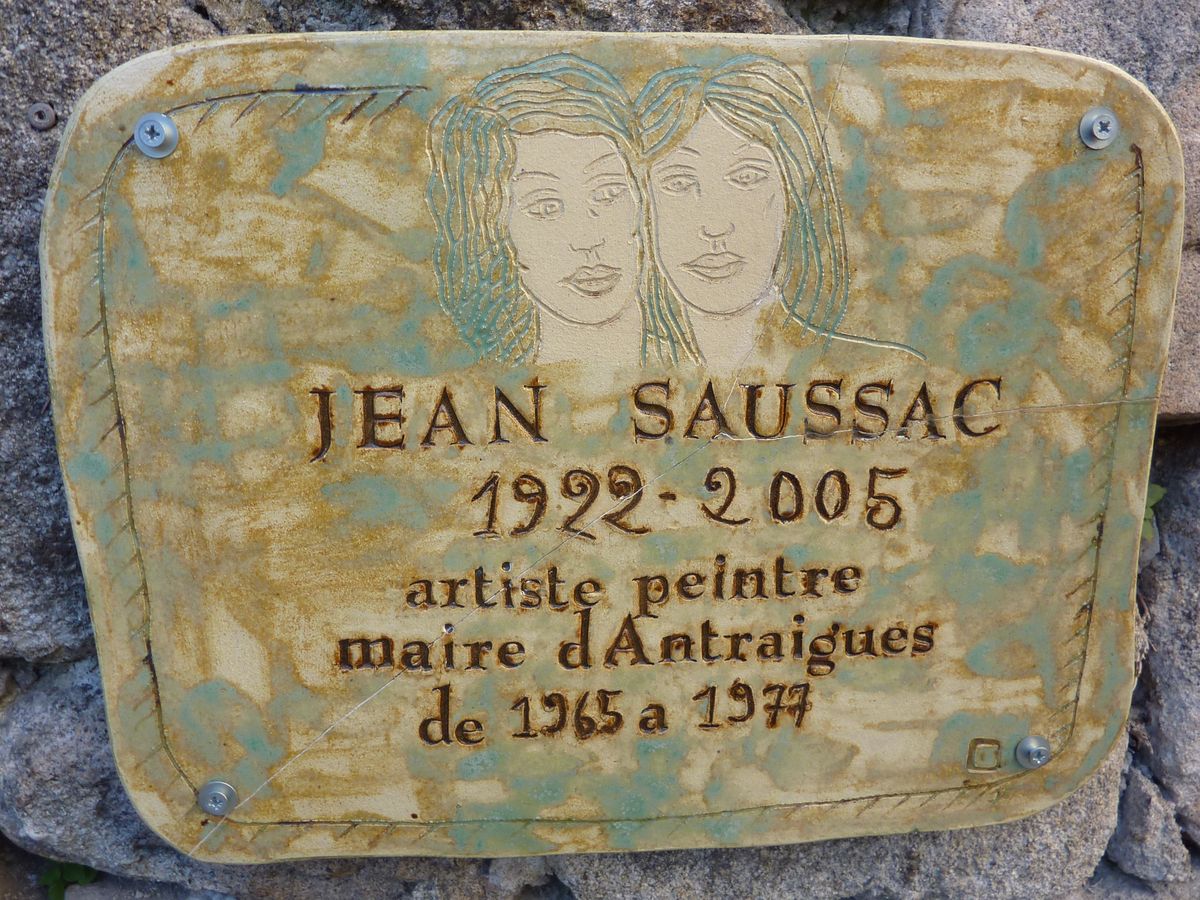 JEAN SAUSSAC
1922-2005
artiste peintre
maire dAntraigues
de 1965 a 1977